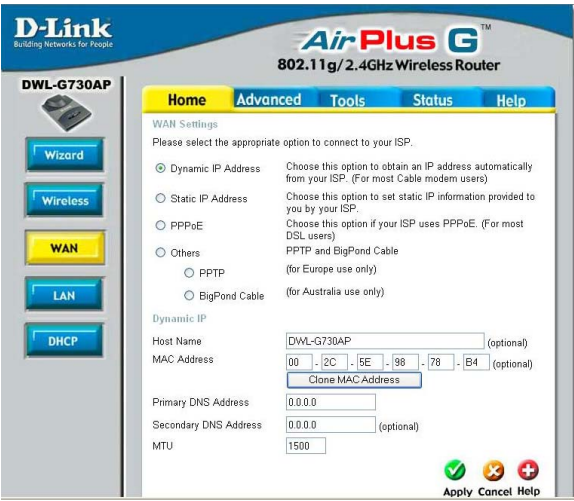 D-Link
Building Networks for People
AirPlus G™
802.11g/2.4GHz Wireless Router
DWL-G730AP
Home Advanced Tools Status Help
Wizard
Wireless
WAN
LAN
DHCP
WAN Settings
Please select the appropriate option to connect to your ISP.
Dynamic IP Address Choose this option to obtain an IP address automatically
from your ISP. (For most Cable modem users)
Static IP Address Choose this option to set static IP information provided to
you by your ISP.
PPPoE Choose this option if your ISP uses PPPoE. (For most
DSL users)
Others PPTP and BigPond Cable
PPTP (for Europe use only)
BigPond Cable (for Australia use only)
Dynamic IP
Host Name DWL-G730AP (optional)
MAC Address 00 - 2C - 5E - 98 - 78 - B4 (optional)
Clone MAC Address
Primary DNS Address 0.0.0.0
Secondary DNS Address 0.0.0.0 (optional)
MTU 1500
Apply Cancel Help